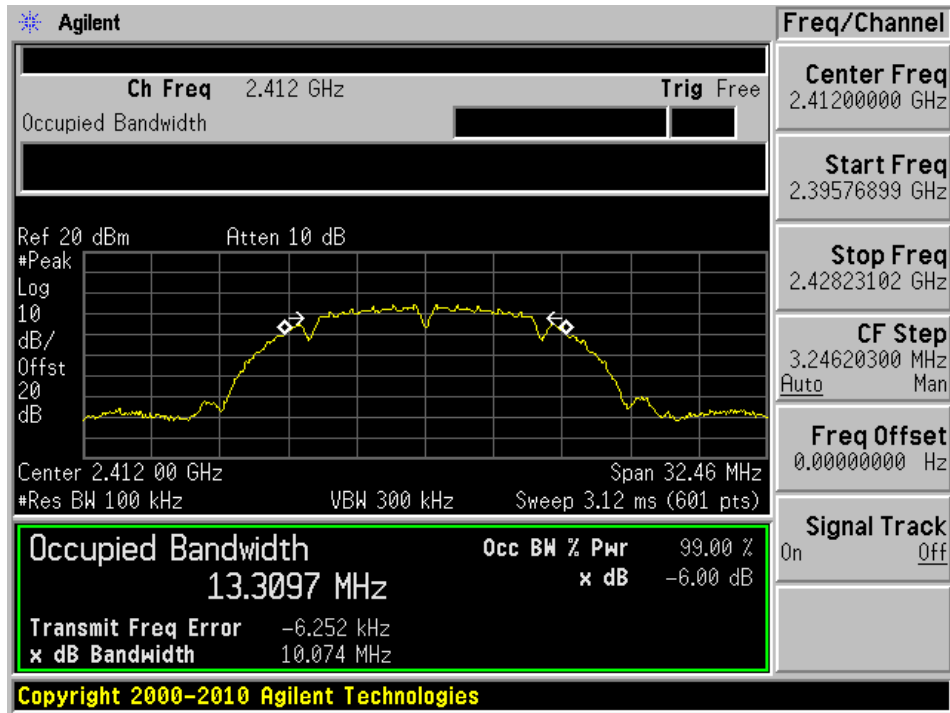 Agilent
Freq/Channel
Ch Freq 2.412 GHz Trig Free
Occupied Bandwidth
Center Freq
2.41200000 GHz
Start Freq
2.39576899 GHz
Stop Freq
2.42823102 GHz
CF Step
3.24620300 MHz
Auto Man
Freq Offset
0.00000000 Hz
Signal Track
On Off
Ref 20 dBm Atten 10 dB
#Peak
Log
10
dB/
Offst
20
dB
Center 2.412 00 GHz Span 32.46 MHz
#Res BW 100 kHz VBW 300 kHz Sweep 3.12 ms (601 pts)
Occupied Bandwidth Occ BW % Pwr 99.00 %
13.3097 MHz x dB -6.00 dB
Transmit Freq Error -6.252 kHz
x dB Bandwidth 10.074 MHz
Copyright 2000-2010 Agilent Technologies